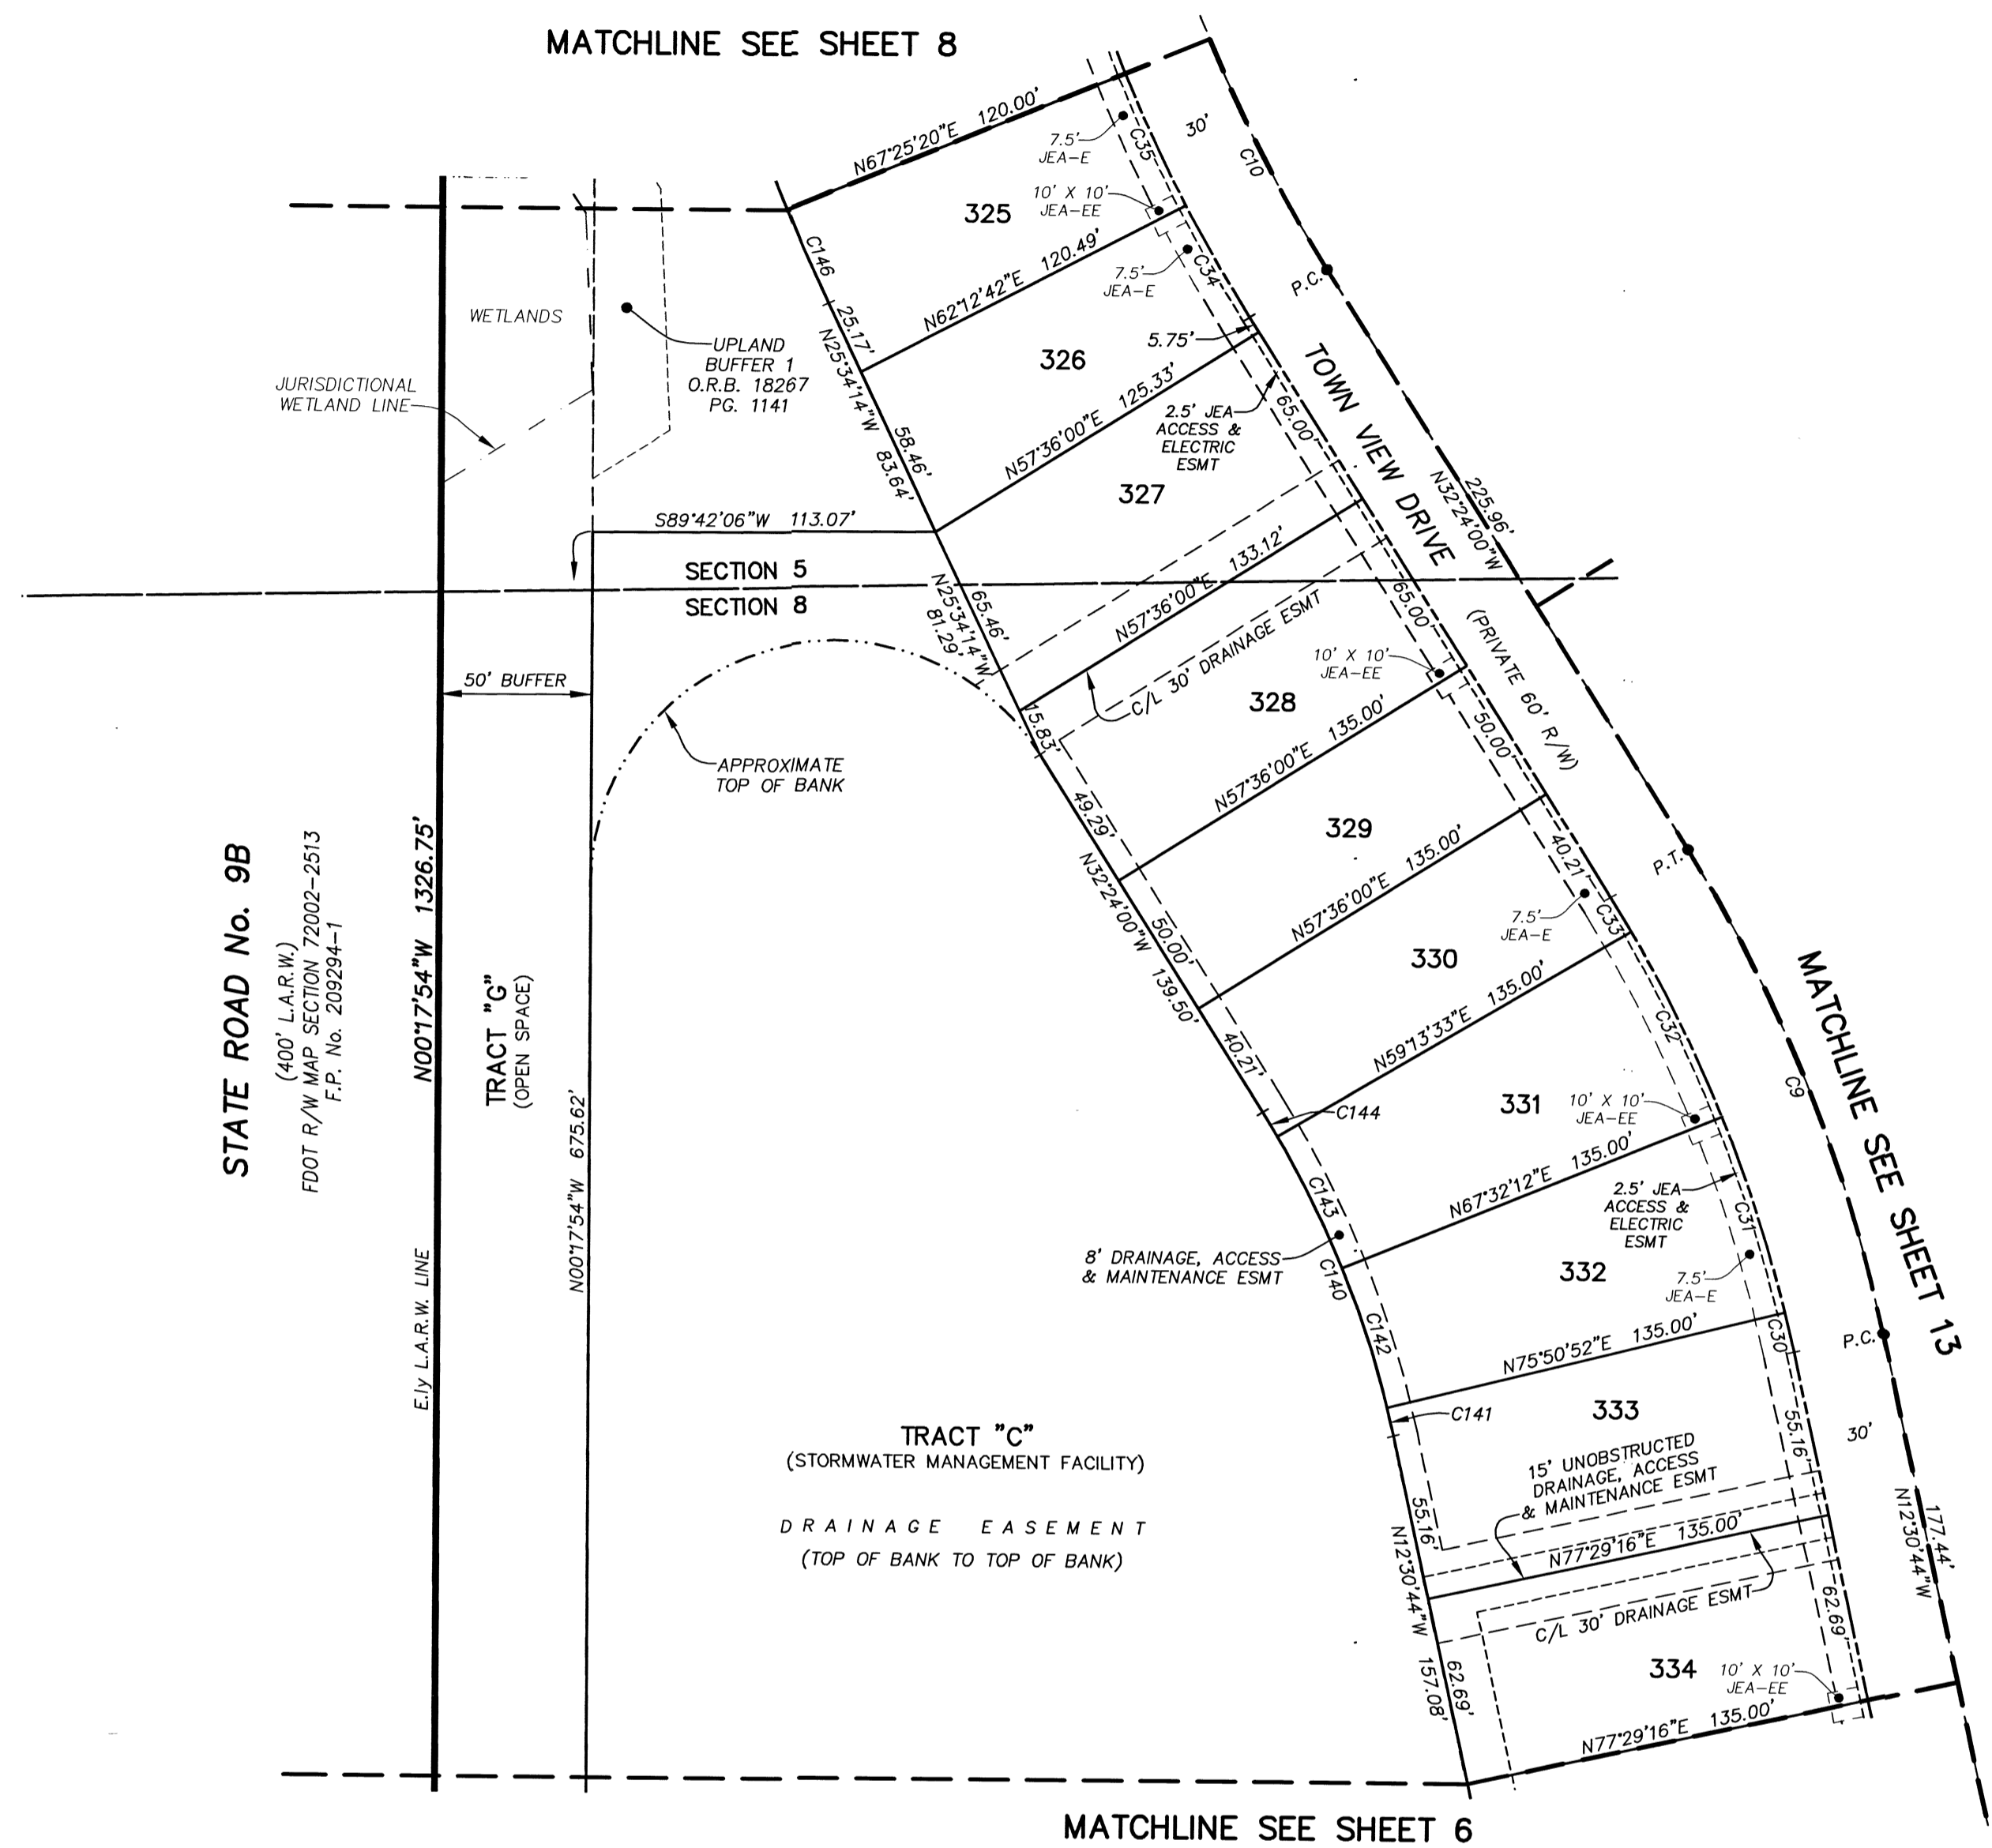 MATCHLINE SEE SHEET 8
N67°25'20"E 120.00'
7.5'
JEA-E
C35
30'
C10
10' X 10'
JEA-EE
325
C146
N62°12'42"E 120.49'
7.5'
JEA-E
C34
P.C.
WETLANDS
UPLAND
BUFFER 1
O.R.B. 18267
PG. 1141
JURISDICTIONAL
WETLAND LINE
25.17'
N25°34'14"W 83.64'
58.46'
326
5.75'
N57°36'00"E 125.33'
2.5' JEA
ACCESS &
ELECTRIC
ESMT
65.00'
TOWN VIEW DRIVE
(PRIVATE 60' R/W)
225.96'
N32°24'00"W
327
S89°42'06"W 113.07'
SECTION 5
SECTION 8
N25°34'14"W
81.29'
65.46'
N57°36'00"E 133.12'
C/L 30' DRAINAGE ESMT
65.00'
10' X 10'
JEA-EE
328
50' BUFFER
15.83'
APPROXIMATE
TOP OF BANK
N57°36'00"E 135.00'
50.00'
49.29'
329
N32°24'00"W 139.50'
N57°36'00"E 135.00'
40.21'
P.T.
7.5'
JEA-E
C33
50.00'
330
STATE ROAD No. 9B
(400' L.A.R.W.)
FDOT R/W MAP SECTION 72002-2513
F.P. No. 209294-1
N00°17'54"W 1326.75'
E.ly L.A.R.W. LINE
TRACT "G"
(OPEN SPACE)
N00°17'54"W 675.62'
N59°13'33"E 135.00'
40.21'
C32
C9
MATCHLINE SEE SHEET 13
C144
331
10' X 10'
JEA-EE
C143
N67°32'12"E 135.00'
2.5' JEA
ACCESS &
ELECTRIC
ESMT
C31
8' DRAINAGE, ACCESS
& MAINTENANCE ESMT
C140
332
7.5'
JEA-E
C142
N75°50'52"E 135.00'
C30
P.C.
C141
333
55.16'
30'
TRACT "C"
(STORMWATER MANAGEMENT FACILITY)
DRAINAGE EASEMENT
(TOP OF BANK TO TOP OF BANK)
15' UNOBSTRUCTED
DRAINAGE, ACCESS
& MAINTENANCE ESMT
55.16'
N12°30'44"W 157.08'
N77°29'16"E 135.00'
177.44'
N12°30'44"W
C/L 30' DRAINAGE ESMT
62.69'
62.69'
334
10' X 10'
JEA-EE
N77°29'16"E 135.00'
MATCHLINE SEE SHEET 6